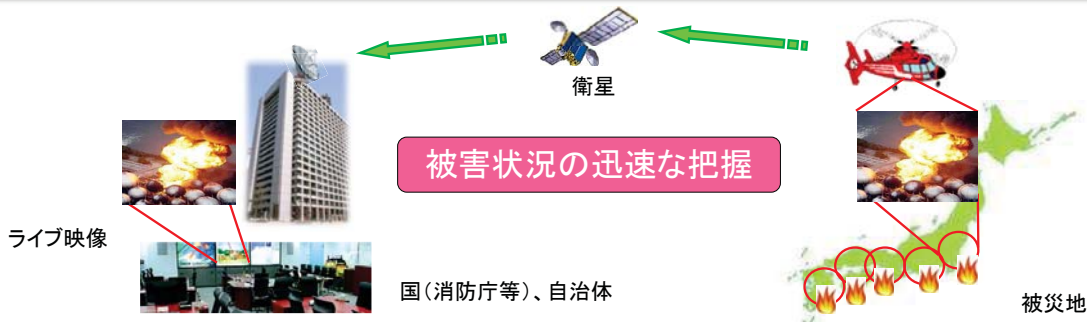 衛星
被害状況の迅速な把握
ライブ映像
国(消防庁等)、自治体
被災地